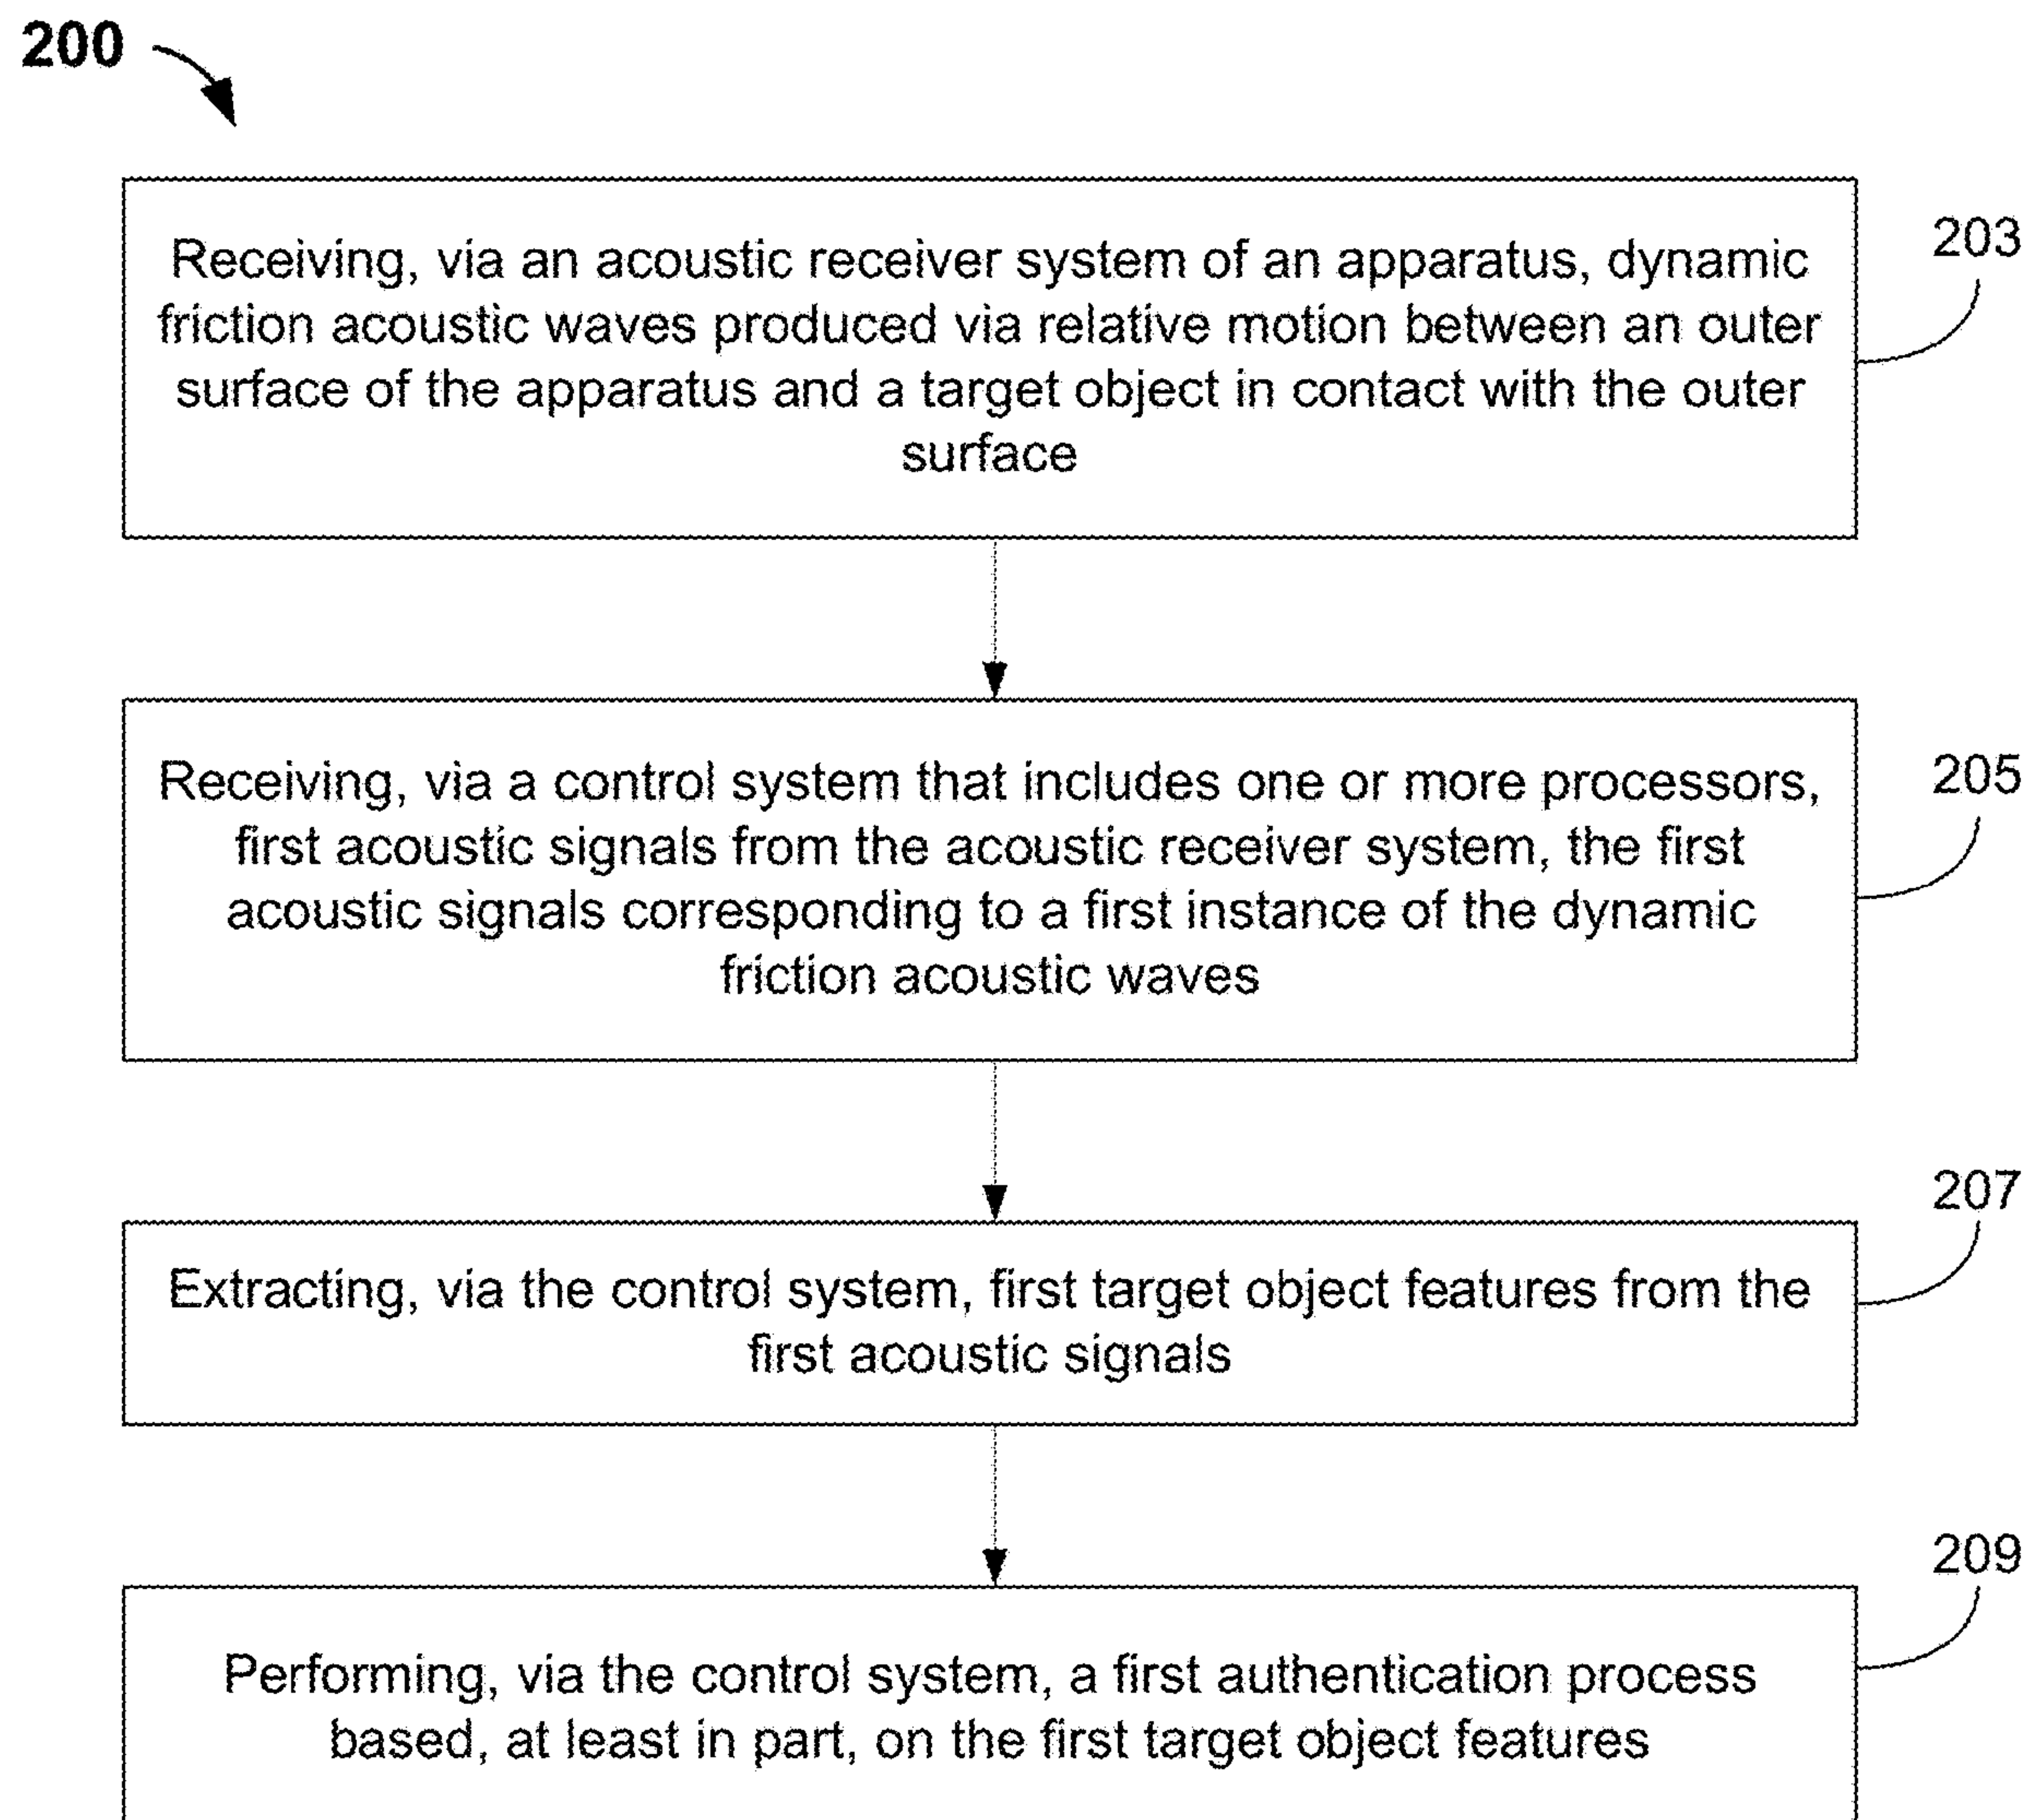 200
Receiving, via an acoustic receiver system of an apparatus, dynamic
friction acoustic waves produced via relative motion between an outer
surface of the apparatus and a target object in contact with the outer
surface
203
Receiving, via a control system that includes one or more processors,
first acoustic signals from the acoustic receiver system, the first
acoustic signals corresponding to a first instance of the dynamic
friction acoustic waves
205
Extracting, via the control system, first target object features from the
first acoustic signals
207
Performing, via the control system, a first authentication process
based, at least in part, on the first target object features
209